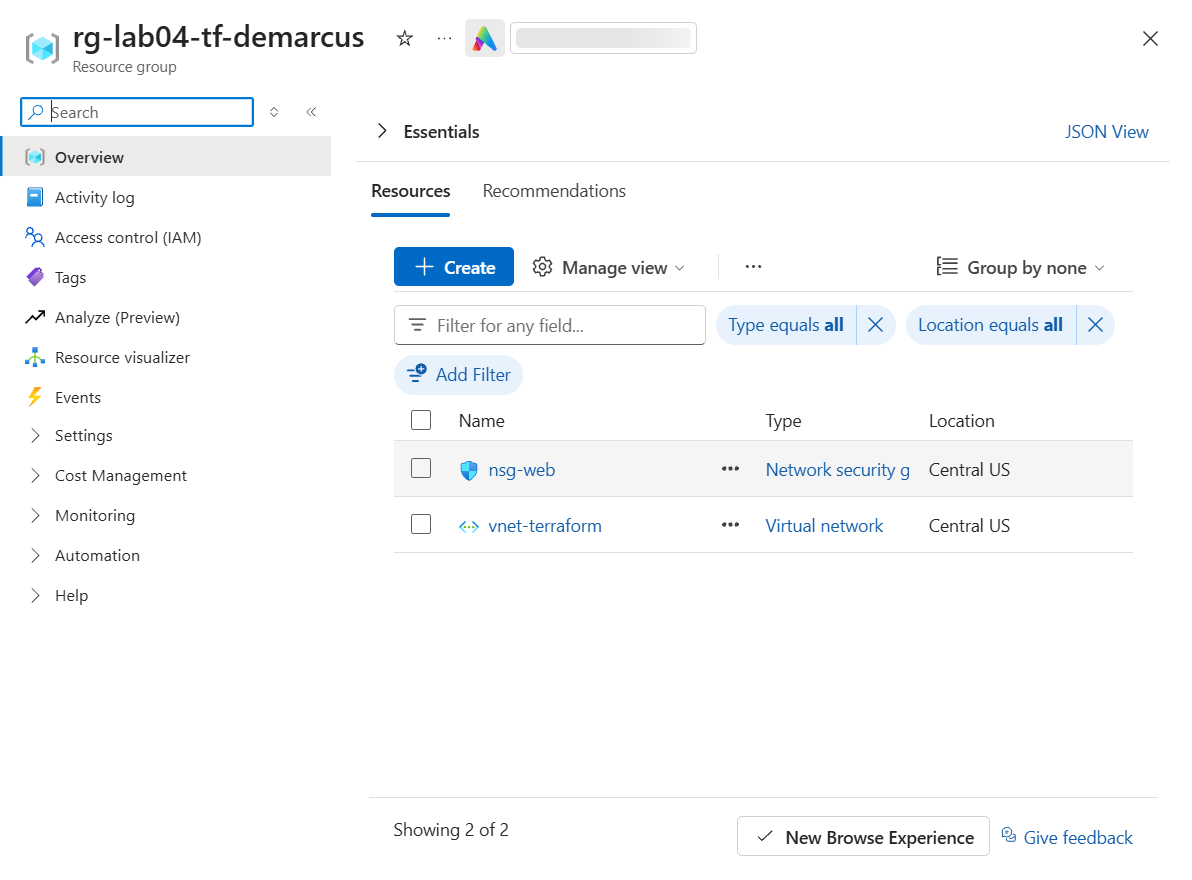 rg-lab04-tf-demarcus
Resource group
Search
Overview
Activity log
Access control (IAM)
Tags
Analyze (Preview)
Resource visualizer
Events
Settings
Cost Management
Monitoring
Automation
Help
Essentials
JSON View
Resources Recommendations
Create Manage view Group by none
Filter for any field... Type equals all Location equals all
Add Filter
Name Type Location
nsg-web Network security g Central US
vnet-terraform Virtual network Central US
Showing 2 of 2
New Browse Experience Give feedback